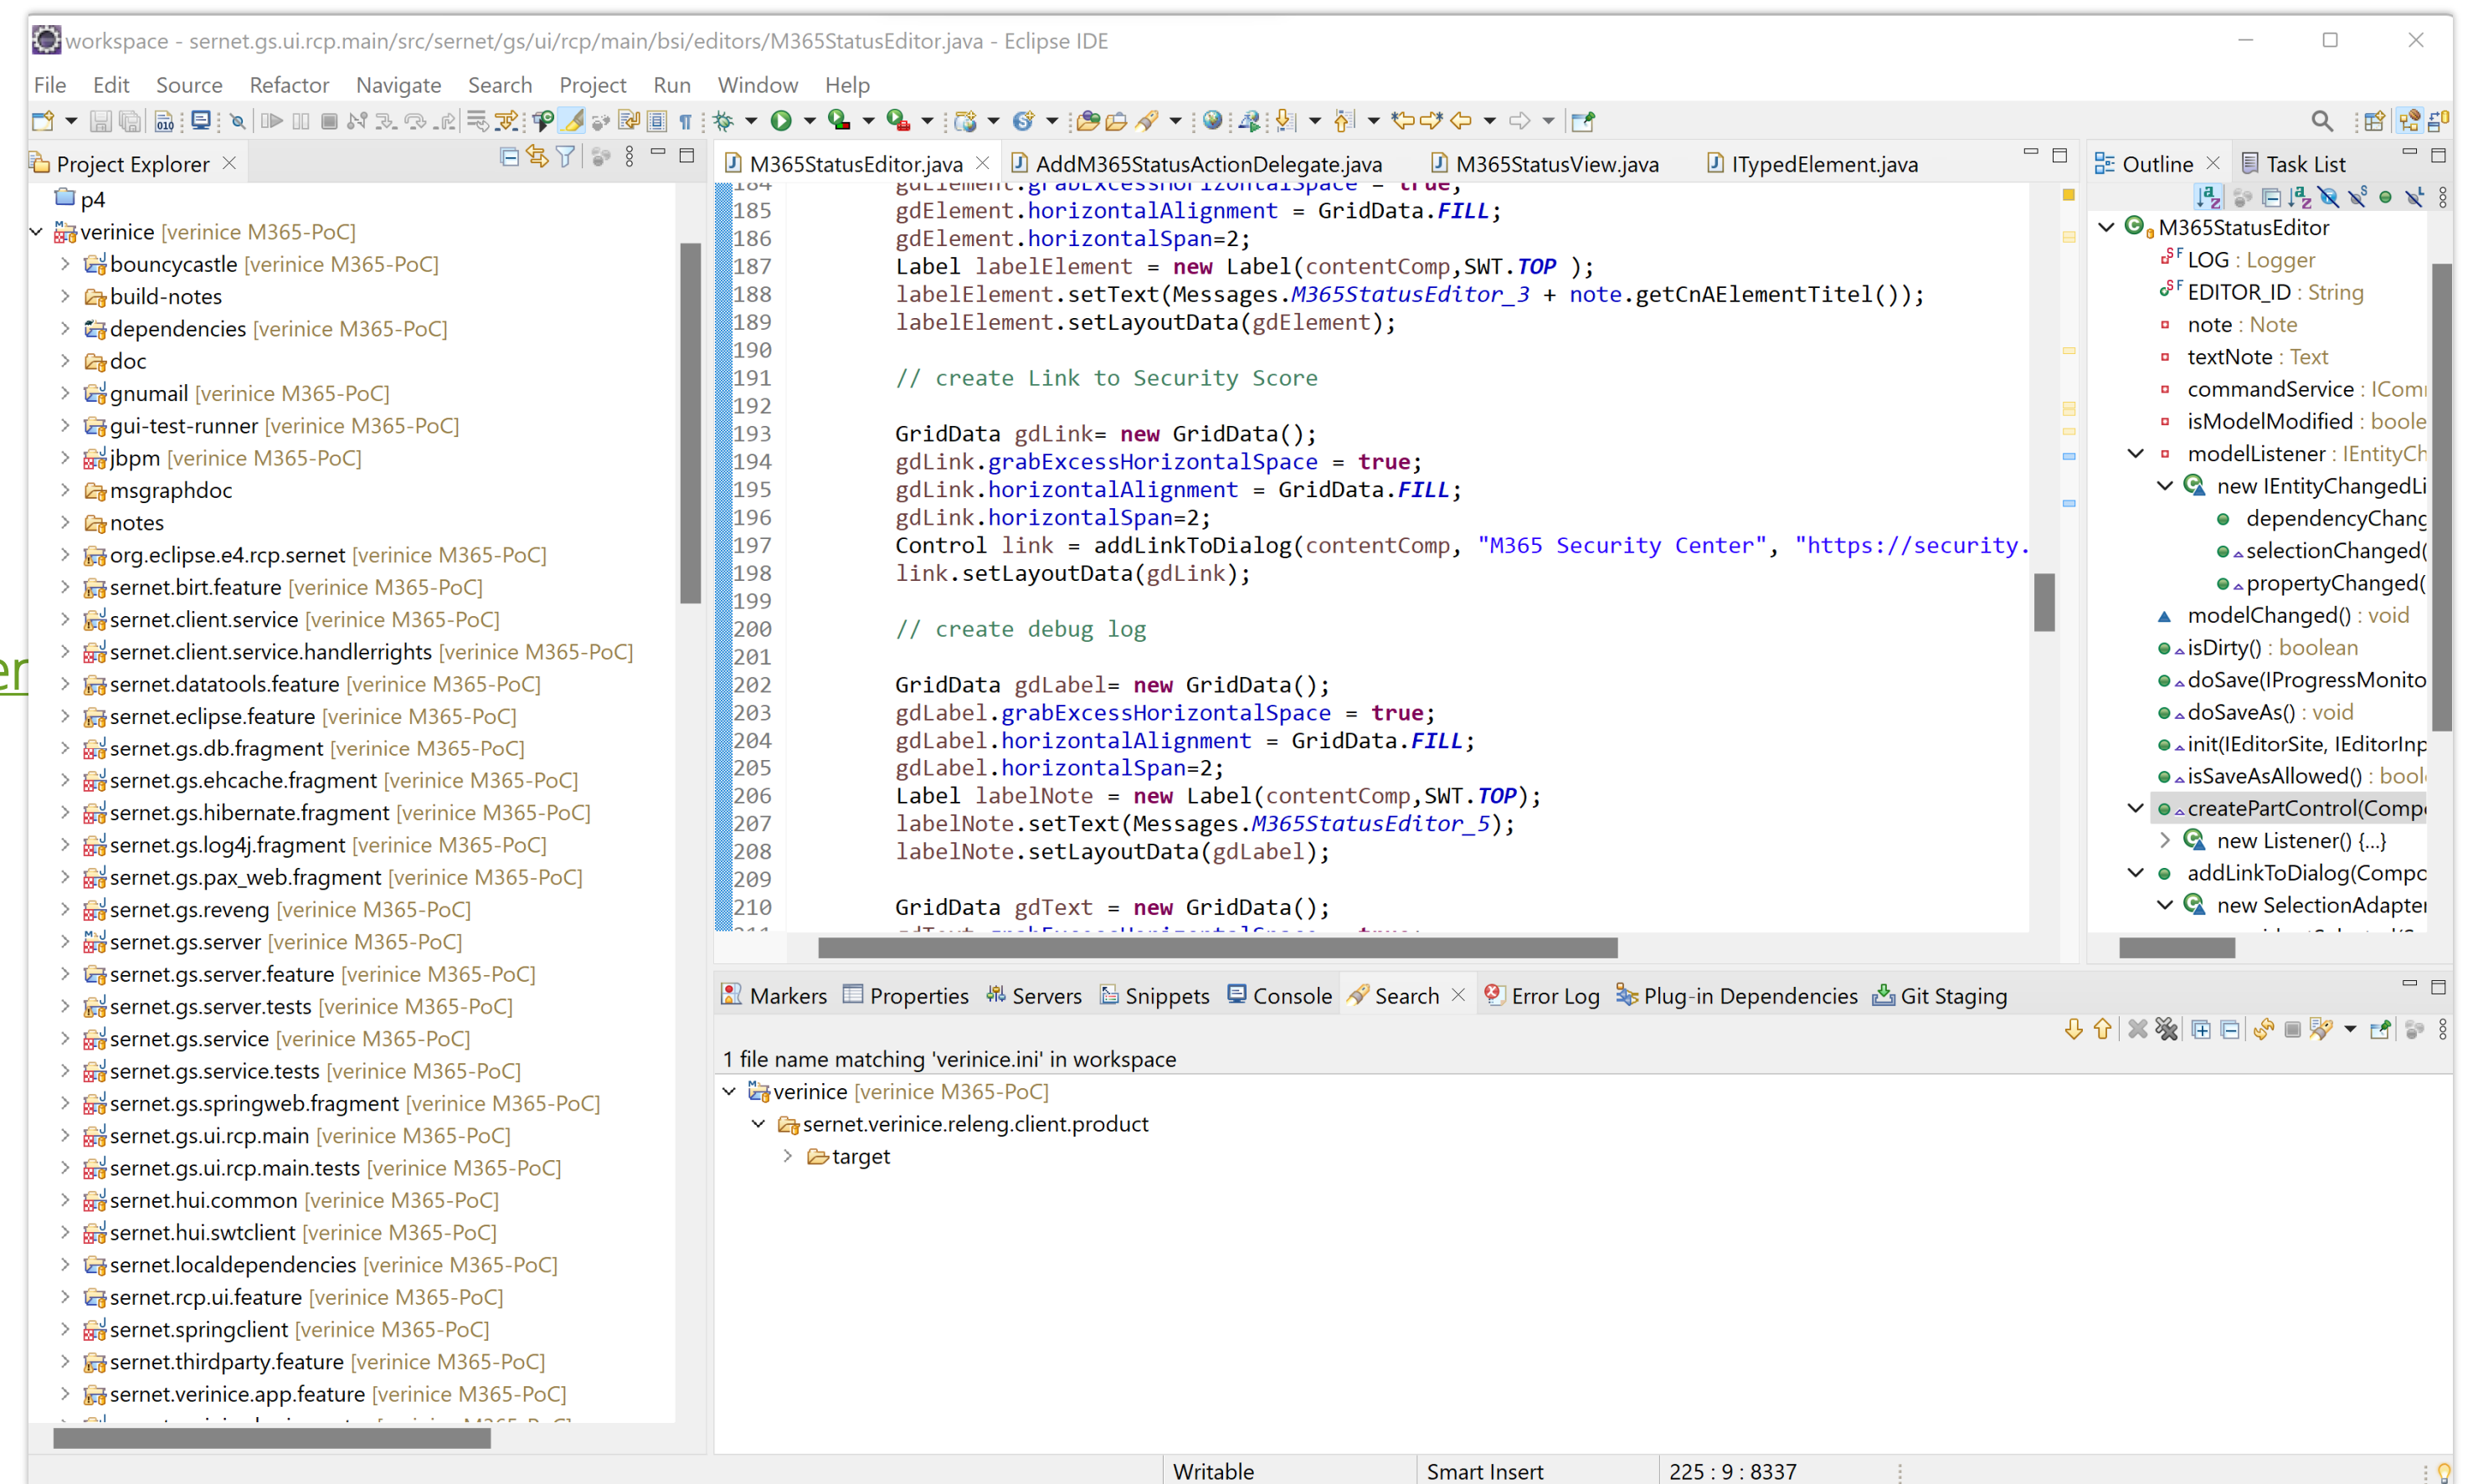 workspace - sernet.gs.ui.rcp.main/src/sernet/gs/ui/rcp/main/bsi/editors/M365StatusEditor.java - Eclipse IDE
File Edit Source Refactor Navigate Search Project Run Window Help
Project Explorer
p4
verinice [verinice M365-PoC]
bouncycastle [verinice M365-PoC]
build-notes
dependencies [verinice M365-PoC]
doc
gnumail [verinice M365-PoC]
gui-test-runner [verinice M365-PoC]
jbpm [verinice M365-PoC]
msgraphdoc
notes
org.eclipse.e4.rcp.sernet [verinice M365-PoC]
sernet.birt.feature [verinice M365-PoC]
sernet.client.service [verinice M365-PoC]
sernet.client.service.handlerrights [verinice M365-PoC]
sernet.datatools.feature [verinice M365-PoC]
sernet.eclipse.feature [verinice M365-PoC]
sernet.gs.db.fragment [verinice M365-PoC]
sernet.gs.ehcache.fragment [verinice M365-PoC]
sernet.gs.hibernate.fragment [verinice M365-PoC]
sernet.gs.log4j.fragment [verinice M365-PoC]
sernet.gs.pax_web.fragment [verinice M365-PoC]
sernet.gs.reveng [verinice M365-PoC]
sernet.gs.server [verinice M365-PoC]
sernet.gs.server.feature [verinice M365-PoC]
sernet.gs.server.tests [verinice M365-PoC]
sernet.gs.service [verinice M365-PoC]
sernet.gs.service.tests [verinice M365-PoC]
sernet.gs.springweb.fragment [verinice M365-PoC]
sernet.gs.ui.rcp.main [verinice M365-PoC]
sernet.gs.ui.rcp.main.tests [verinice M365-PoC]
sernet.hui.common [verinice M365-PoC]
sernet.hui.swtclient [verinice M365-PoC]
sernet.localdependencies [verinice M365-PoC]
sernet.rcp.ui.feature [verinice M365-PoC]
sernet.springclient [verinice M365-PoC]
sernet.thirdparty.feature [verinice M365-PoC]
sernet.verinice.app.feature [verinice M365-PoC]
er
M365StatusEditor.java AddM365StatusActionDelegate.java M365StatusView.java ITypedElement.java
184 gdElement.grabExcessHorizontalSpace = true;
185 gdElement.horizontalAlignment = GridData.FILL;
186 gdElement.horizontalSpan=2;
187 Label labelElement = new Label(contentComp,SWT.TOP );
188 labelElement.setText(Messages.M365StatusEditor_3 + note.getCnAElementTitel());
189 labelElement.setLayoutData(gdElement);
190
191 // create Link to Security Score
192
193 GridData gdLink= new GridData();
194 gdLink.grabExcessHorizontalSpace = true;
195 gdLink.horizontalAlignment = GridData.FILL;
196 gdLink.horizontalSpan=2;
197 Control link = addLinkToDialog(contentComp, "M365 Security Center", "https://security.
198 link.setLayoutData(gdLink);
199
200 // create debug log
201
202 GridData gdLabel= new GridData();
203 gdLabel.grabExcessHorizontalSpace = true;
204 gdLabel.horizontalAlignment = GridData.FILL;
205 gdLabel.horizontalSpan=2;
206 Label labelNote = new Label(contentComp,SWT.TOP);
207 labelNote.setText(Messages.M365StatusEditor_5);
208 labelNote.setLayoutData(gdLabel);
209
210 GridData gdText = new GridData();
Outline Task List
M365StatusEditor
LOG : Logger
EDITOR_ID : String
note : Note
textNote : Text
commandService : IComm
isModelModified : boole
modelListener : IEntityCh
new IEntityChangedLi
dependencyChang
selectionChanged(
propertyChanged(
modelChanged() : void
isDirty() : boolean
doSave(IProgressMonito
doSaveAs() : void
init(IEditorSite, IEditorInp
isSaveAsAllowed() : bool
createPartControl(Compo
new Listener() {...}
addLinkToDialog(Compo
new SelectionAdapter
Markers Properties Servers Snippets Console Search Error Log Plug-in Dependencies Git Staging
1 file name matching 'verinice.ini' in workspace
verinice [verinice M365-PoC]
sernet.verinice.releng.client.product
target
Writable Smart Insert 225 : 9 : 8337